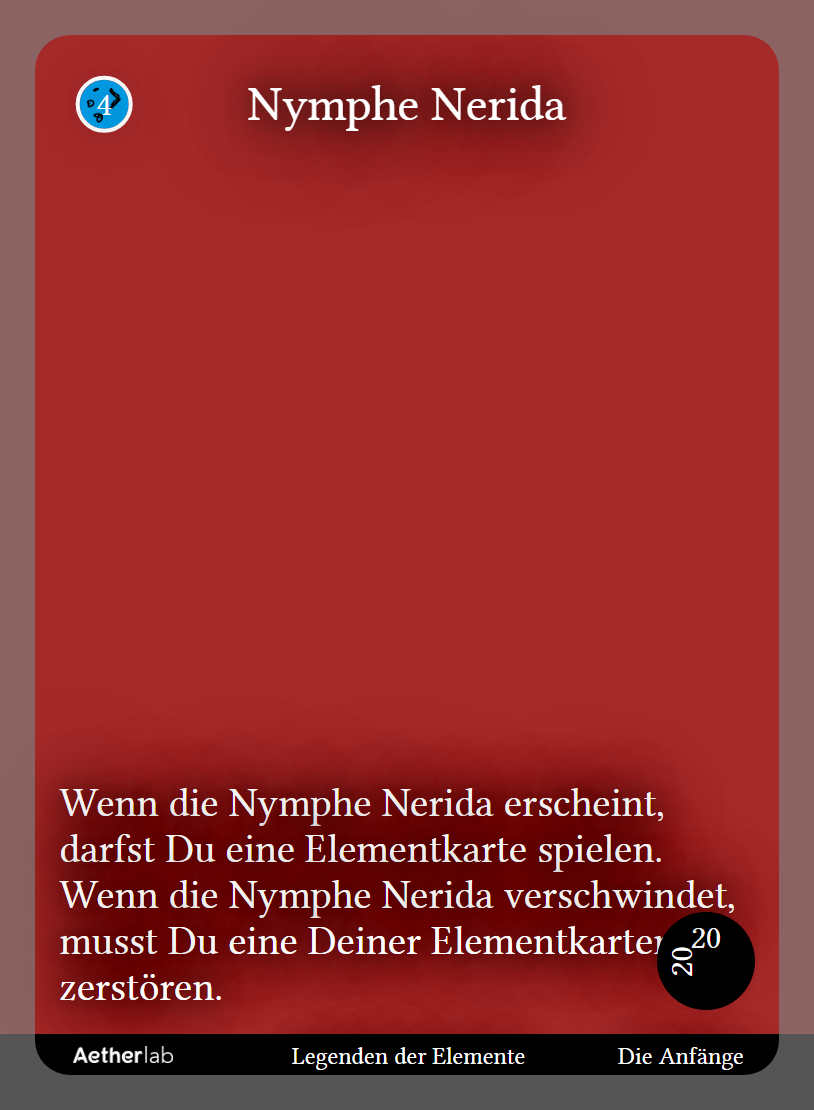 4
Nymphe Nerida
Wenn die Nymphe Nerida erscheint,
darfst Du eine Elementkarte spielen.
Wenn die Nymphe Nerida verschwindet,
musst Du eine Deiner Elementkarten
zerstören.
20
20
Aetherlab
Legenden der Elemente
Die Anfänge